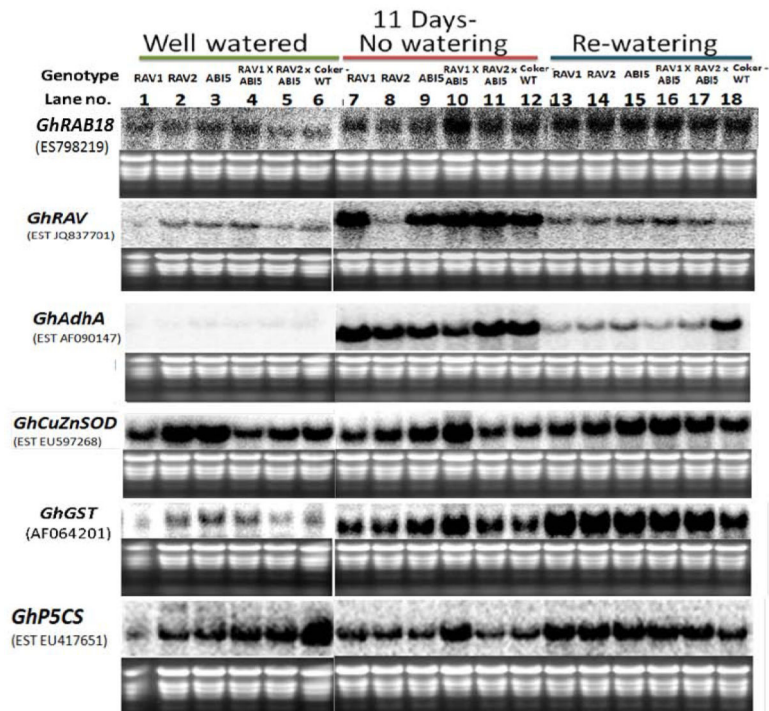 11 Days-
Well watered No watering Re-watering
Genotype RAV1 RAV2 ABI5 RAV1 X ABI5 RAV2 x ABI5 Coker - WT RAV1 RAV2 ABI5 RAV1 X ABI5 RAV2 x ABI5 Coker - WT RAV1 RAV2 ABI5 RAV1 X ABI5 RAV2 x ABI5 Coker - WT
Lane no. 1 2 3 4 5 6 7 8 9 10 11 12 13 14 15 16 17 18
GhRAB18
(ES798219)
GhRAV
(EST JQ837701)
GhAdhA
(EST AF090147)
GhCuZnSOD
(EST EU597268)
GhGST
(AF064201)
GhP5CS
(EST EU417651)